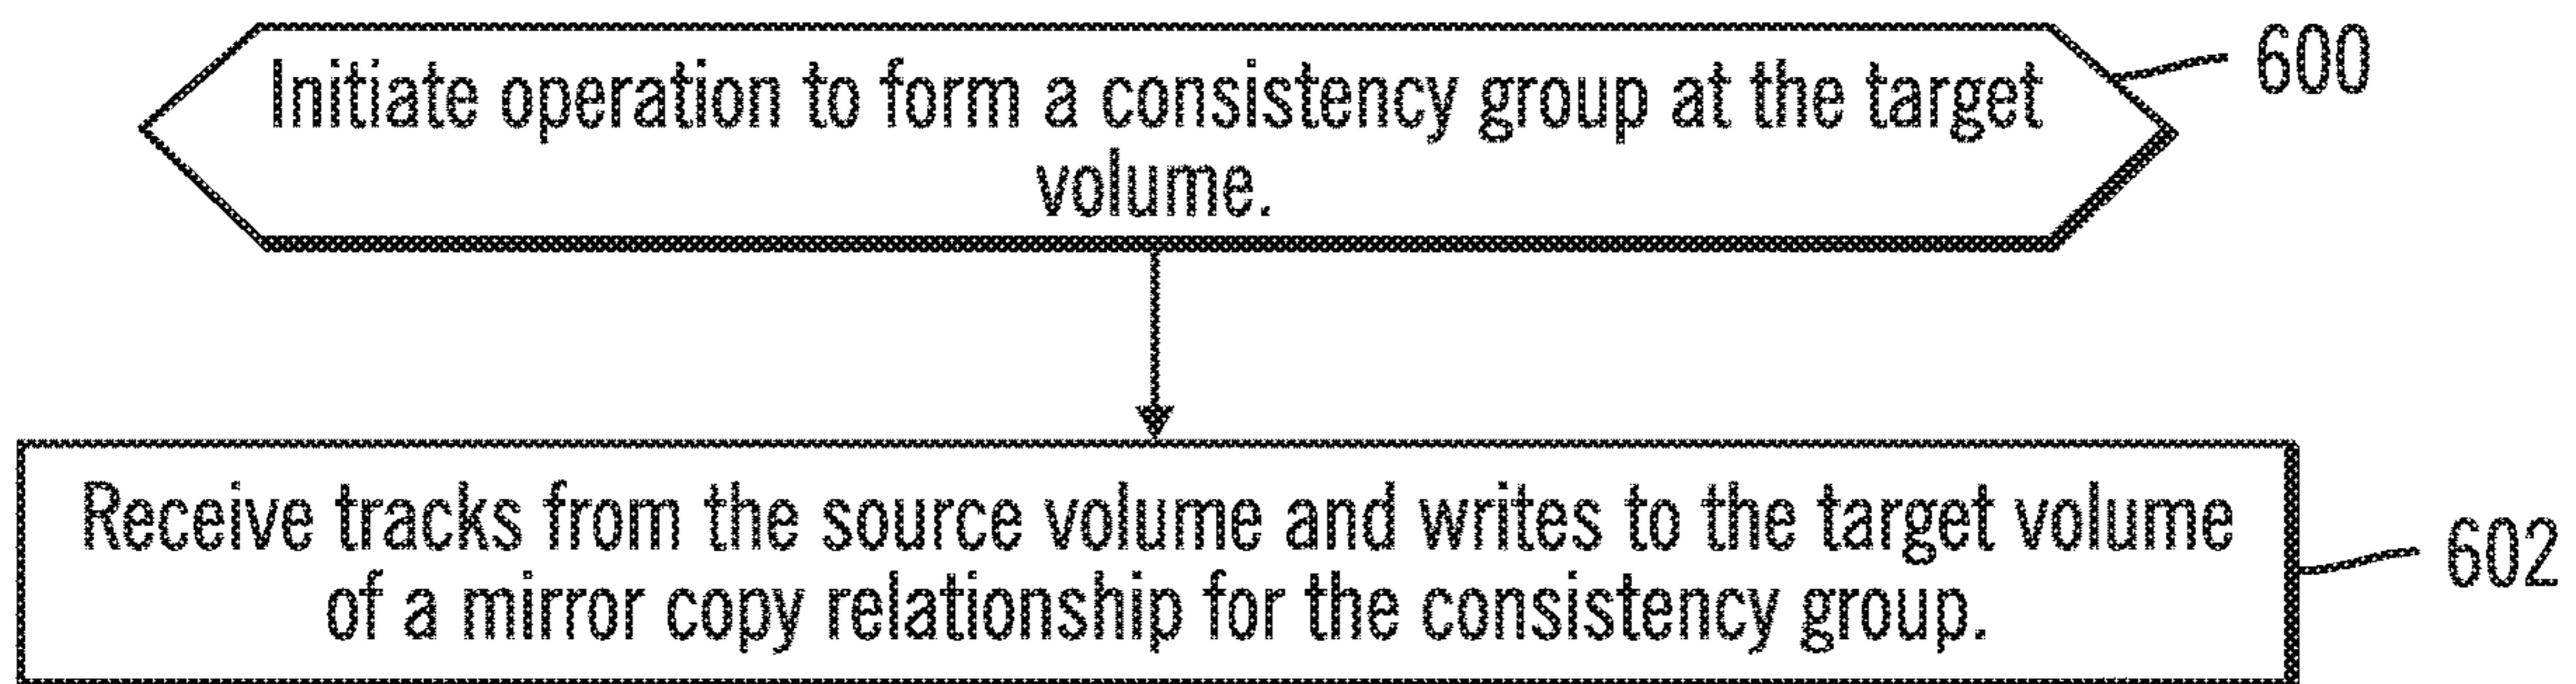 Initiate operation to form a consistency group at the target
volume.
600
Receive tracks from the source volume and writes to the target volume
of a mirror copy relationship for the consistency group.
602